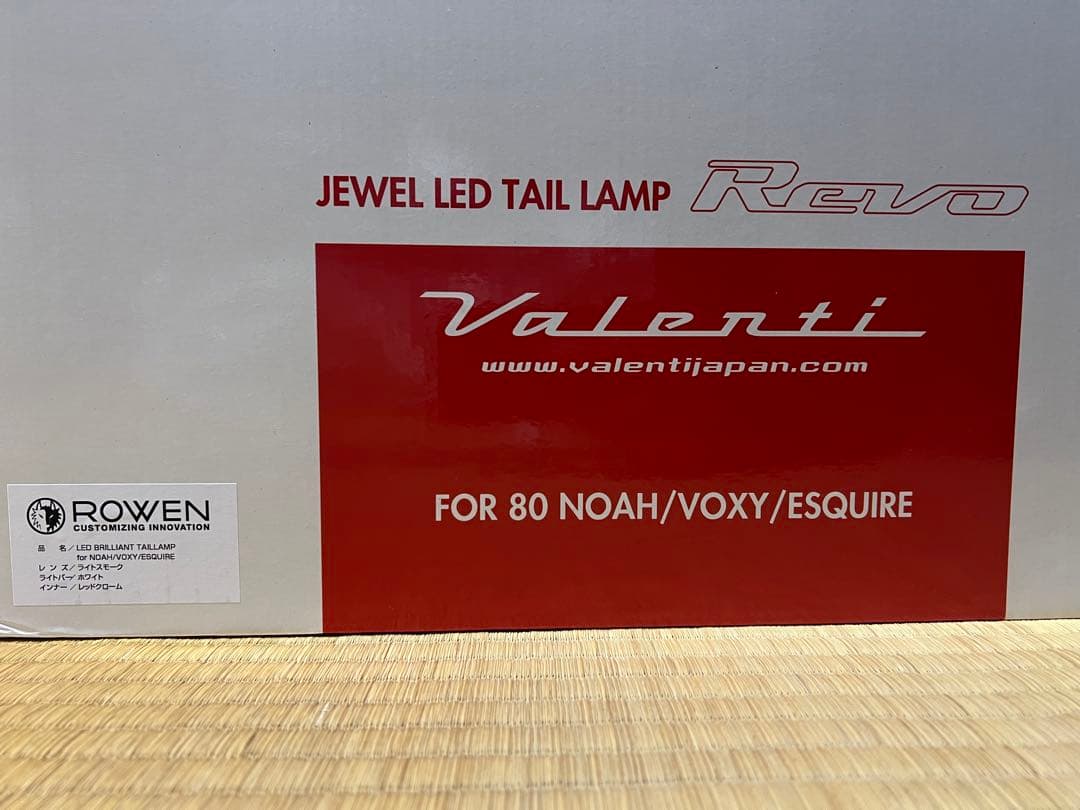 JEWEL LED TAIL LAMP Revo
Valenti
www.valentijapan.com
FOR 80 NOAH/VOXY/ESQUIRE
ROWEN
CUSTOMIZING INNOVATION
品 名/LED BRILLIANT TAILLAMP
for NOAH/VOXY/ESQUIRE
レンズ/ライトスモーク
ライトバー/ホワイト
インナー/レッドクローム